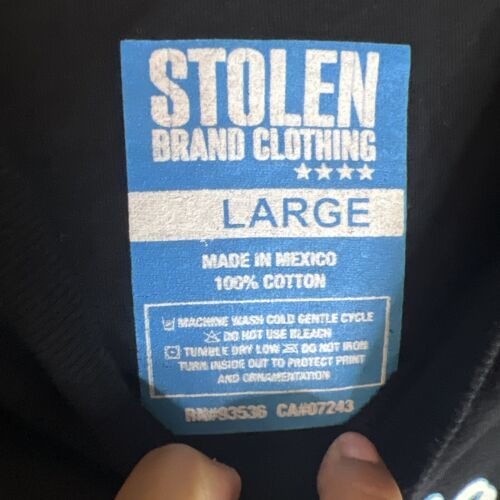 STOLEN
BRAND CLOTHING
LARGE
MADE IN MEXICO
100% COTTON
MACHINE WASH COLD GENTLE CYCLE
DO NOT USE BLEACH
TUMBLE DRY LOW DO NOT IRON
TURN INSIDE OUT TO PROTECT PRINT
AND ORNAMENTATION
RN#93536 CA#07243